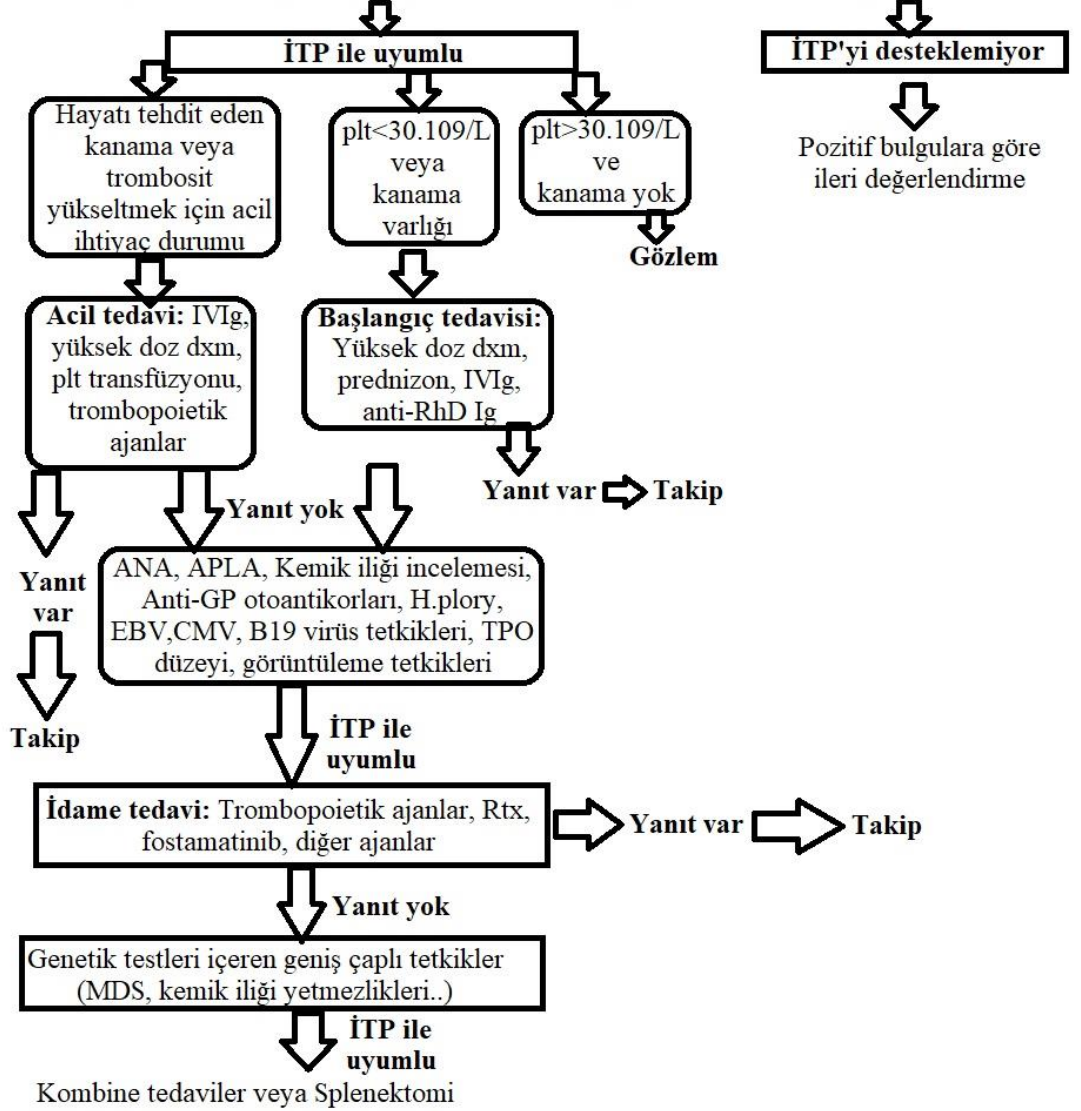 İTP ile uyumlu
İTP'yi desteklemiyor
Hayatı tehdit eden
kanama veya
trombosit
yükseltmek için acil
ihtiyaç durumu
plt<30.109/L
veya
kanama
varlığı
plt>30.109/L
ve
kanama yok
Pozitif bulgulara göre
ileri değerlendirme
Gözlem
Acil tedavi: IVIg,
yüksek doz dxm,
plt transfüzyonu,
trombopoietik
ajanlar
Başlangıç tedavisi:
Yüksek doz dxm,
prednizon, IVIg,
anti-RhD Ig
Yanıt var
Takip
Yanıt yok
Yanıt
var
Takip
ANA, APLA, Kemik iliği incelemesi,
Anti-GP otoantikorları, H.plory,
EBV,CMV, B19 virüs tetkikleri, TPO
düzeyi, görüntüleme tetkikleri
İTP ile
uyumlu
İdame tedavi: Trombopoietik ajanlar, Rtx,
fostamatinib, diğer ajanlar
Yanıt var
Takip
Yanıt yok
Genetik testleri içeren geniş çaplı tetkikler
(MDS, kemik iliği yetmezlikleri..)
İTP ile
uyumlu
Kombine tedaviler veya Splenektomi